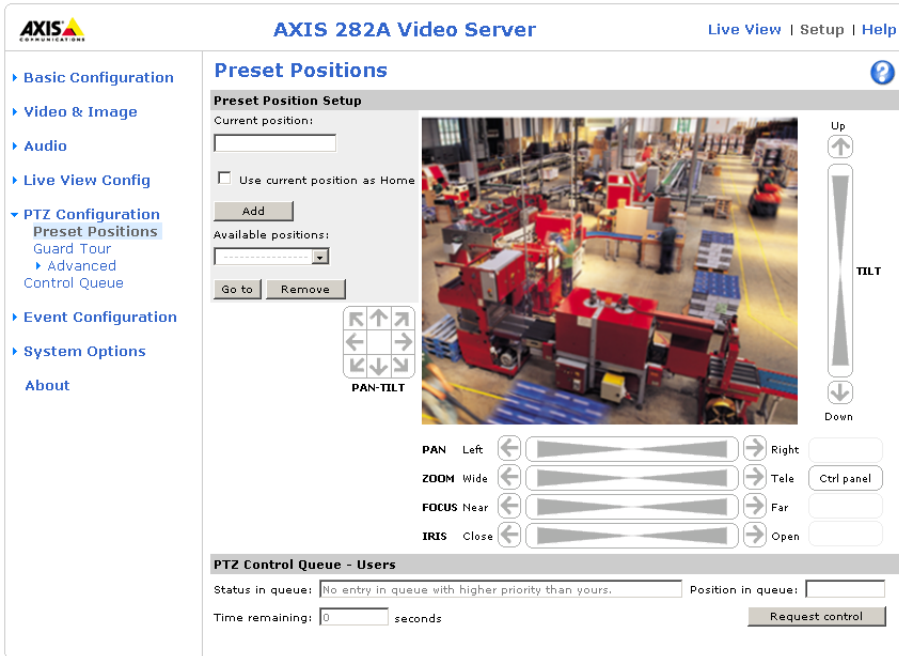 AXIS
COMMUNICATIONS
AXIS 282A Video Server
Live View | Setup | Help
Basic Configuration
Video & Image
Audio
Live View Config
PTZ Configuration
Preset Positions
Guard Tour
Advanced
Control Queue
Event Configuration
System Options
About
Preset Positions
?
Preset Position Setup
Current position:
Use current position as Home
Add
Available positions:
---------------
Go to
Remove
PAN-TILT
Up
TILT
Down
PAN Left Right
ZOOM Wide Tele Ctrl panel
FOCUS Near Far
IRIS Close Open
PTZ Control Queue - Users
Status in queue: No entry in queue with higher priority than yours. Position in queue:
Time remaining: 0 seconds Request control